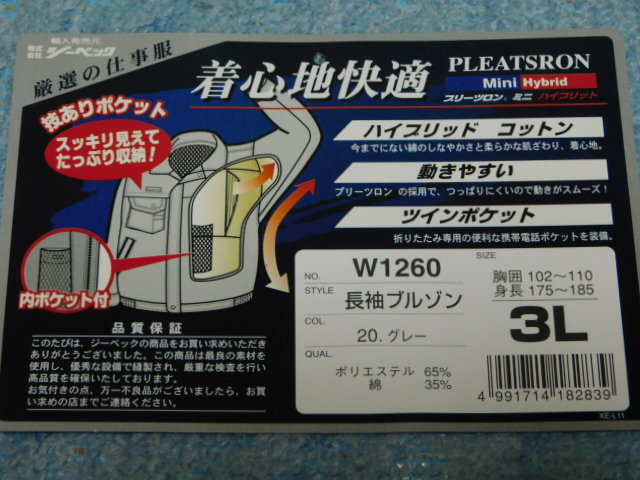 輸入発売元
株式会社 ジーベック
厳選の仕事服
着心地快適
PLEATSRON
Mini Hybrid
プリーツロン® ミニ ハイブリット
技ありポケット
スッキリ見えて
たっぷり収納!
ハイブリッド コットン
今までにない綿のしなやかさと柔らかな肌ざわり、着心地。
動きやすい
プリーツロン の採用で、つっぱりにくいので動きがスムーズ!
ツインポケット
折りたたみ専用の便利な携帯電話ポケットを装備。
内ポケット付
品質保証
このたびは、ジーベックの商品をお買い求めいただき
ありがとうございました。この商品は最良の素材を
使用し、優秀な設備で縫製され、厳重な検査を行い
高品質を確保いたしております。
お気付きの点、万一不良品がございましたら、お買
い求めの店までご連絡ください。
NO. W1260
STYLE 長袖ブルゾン
COL. 20.グレー
QUAL.
ポリエステル 65%
綿 35%
SIZE
胸囲 102〜110
身長 175〜185
3L
4 991714 182839
XE-L11